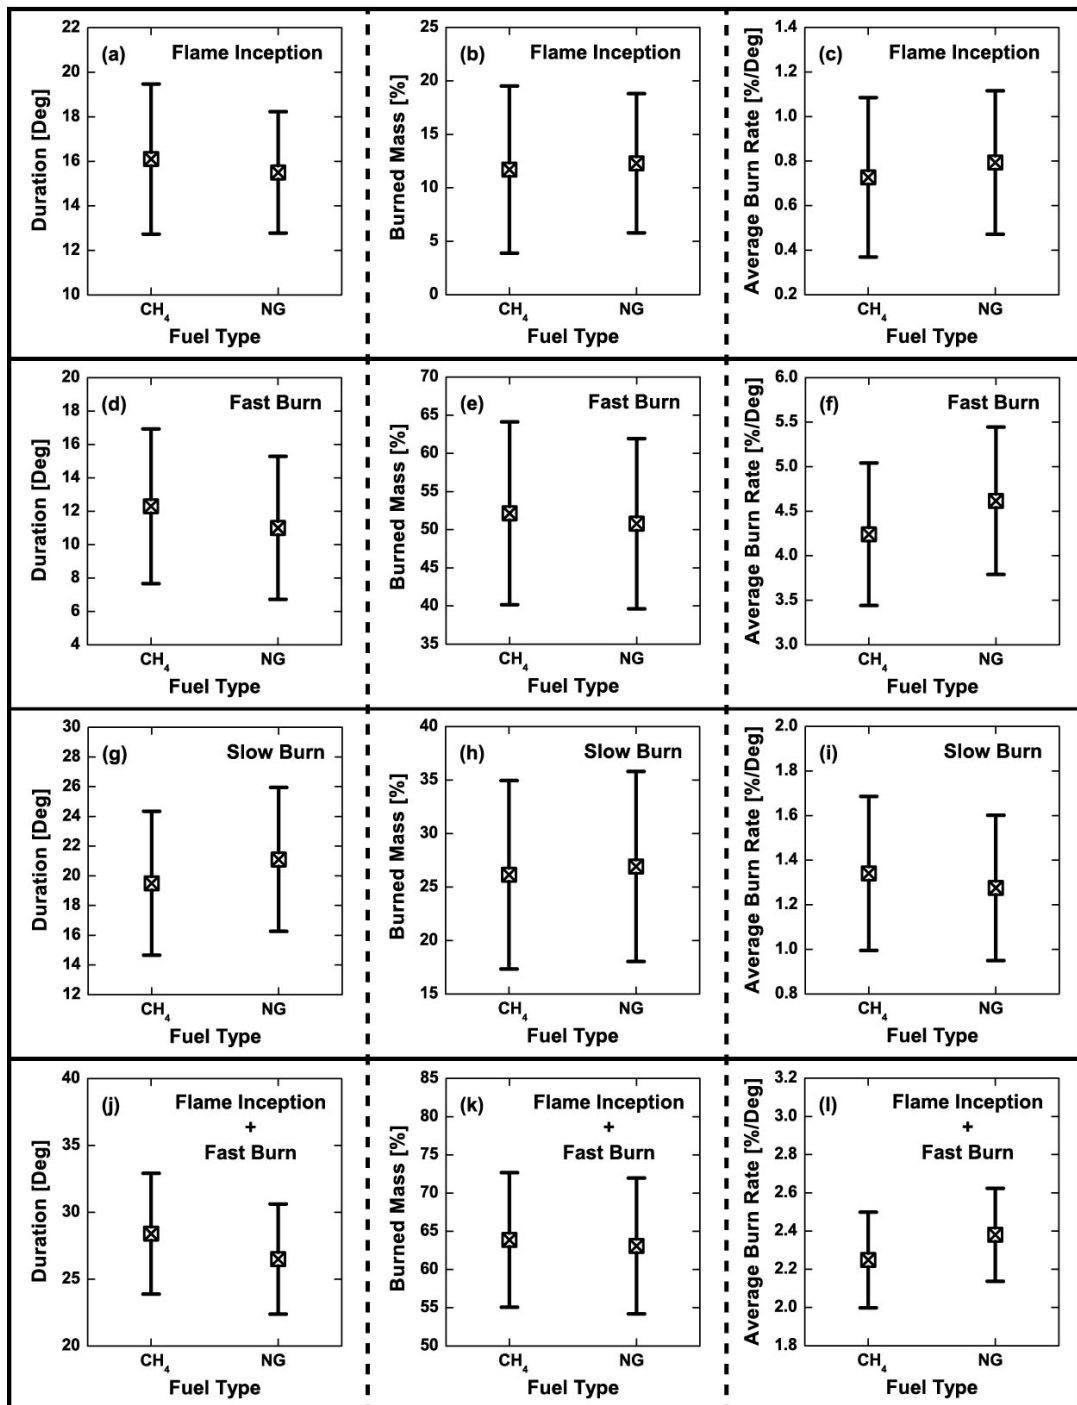 (a) Flame Inception
Duration [Deg]
22
20
18
16
14
12
10
CH₄ NG
Fuel Type
(b) Flame Inception
Burned Mass [%]
25
20
15
10
5
0
CH₄ NG
Fuel Type
(c) Flame Inception
Average Burn Rate [%/Deg]
1.4
1.2
1.0
0.8
0.6
0.4
0.2
CH₄ NG
Fuel Type
(d) Fast Burn
Duration [Deg]
20
18
16
14
12
10
8
6
4
CH₄ NG
Fuel Type
(e) Fast Burn
Burned Mass [%]
70
65
60
55
50
45
40
35
CH₄ NG
Fuel Type
(f) Fast Burn
Average Burn Rate [%/Deg]
6.0
5.5
5.0
4.5
4.0
3.5
3.0
CH₄ NG
Fuel Type
(g) Slow Burn
Duration [Deg]
30
28
26
24
22
20
18
16
14
12
CH₄ NG
Fuel Type
(h) Slow Burn
Burned Mass [%]
40
35
30
25
20
15
CH₄ NG
Fuel Type
(i) Slow Burn
Average Burn Rate [%/Deg]
2.0
1.8
1.6
1.4
1.2
1.0
0.8
CH₄ NG
Fuel Type
(j) Flame Inception
+
Fast Burn
Duration [Deg]
40
35
30
25
20
CH₄ NG
Fuel Type
(k) Flame Inception
+
Fast Burn
Burned Mass [%]
85
80
75
70
65
60
55
50
CH₄ NG
Fuel Type
(l) Flame Inception
+
Fast Burn
Average Burn Rate [%/Deg]
3.2
3.0
2.8
2.6
2.4
2.2
2.0
1.8
CH₄ NG
Fuel Type